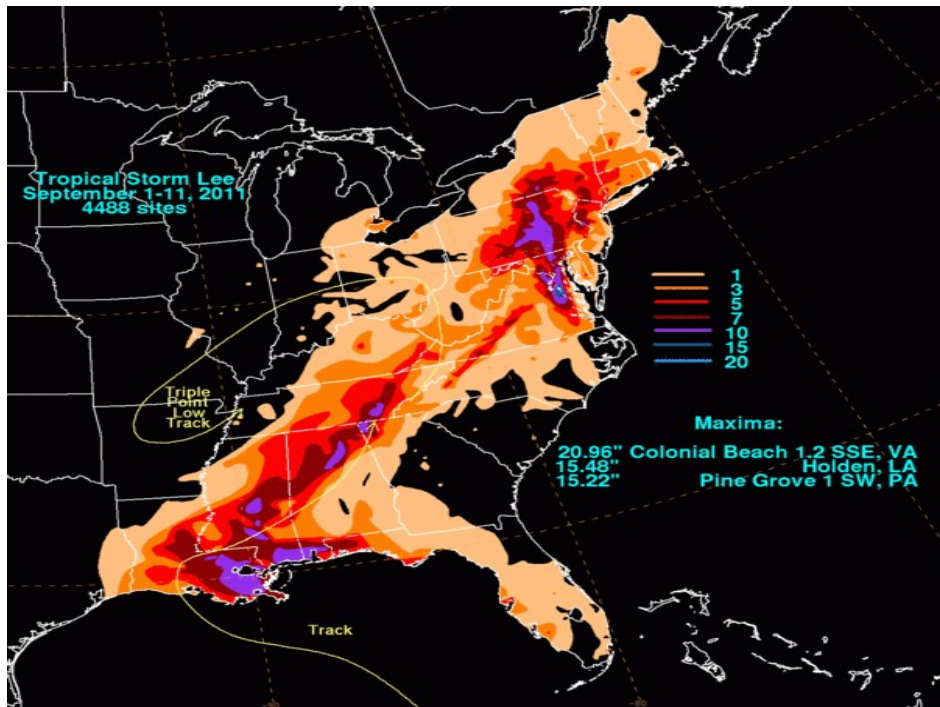 Tropical Storm Lee
September 1-11, 2011
4488 sites
1
3
5
7
10
15
20
Triple
Point
Low
Track
Maxima:
20.96" Colonial Beach 1.2 SSE, VA
15.48" Holden, LA
15.22" Pine Grove 1 SW, PA
Track